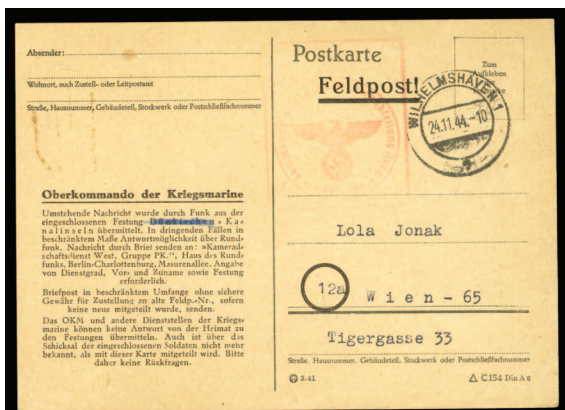 Absender:
Wohnort, auch Zustell- oder Leitpostamt
Straße, Hausnummer, Gebäudeteil, Stockwerk oder Postschließfachnummer
Oberkommando der Kriegsmarine
Umstehende Nachricht wurde durch Funk aus der
eingeschlossenen Festung Dünkirchen » Ka»
nalinseln übermittelt. In dringenden Fällen in
beschränktem Maße Antwortmöglichkeit über Rund»
funk. Nachricht durch Brief senden an: »Kamerad»
schaftsdienst West, Gruppe PK.", Haus des Rund»
funks, Berlin-Charlottenburg, Masurenallee. Angabe
von Dienstgrad, Vor» und Zuname sowie Festung
erforderlich.
Briefpost in beschränktem Umfange ohne sichere
Gewähr für Zustellung an alte Feldp.»Nr., sofern
keine neue mitgeteilt wurde, senden.
Das OKM und andere Dienststellen der Kriegs»
marine können keine Antwort von der Heimat zu
den Festungen übermitteln. Auch ist über das
Schicksal der eingeschlossenen Soldaten nicht mehr
bekannt, als mit dieser Karte mitgeteilt wird. Bitte
daher keine Rückfragen.
Postkarte
Feldpost!
Zum
Aufkleben
WILHELMSHAVEN 1
24.11.44.-10
Lola Jonak
12a
Wien - 65
Tigergasse 33
Straße, Hausnummer, Gebäudeteil, Stockwerk oder Postschließfachnummer
5.41
C154 Din A 6